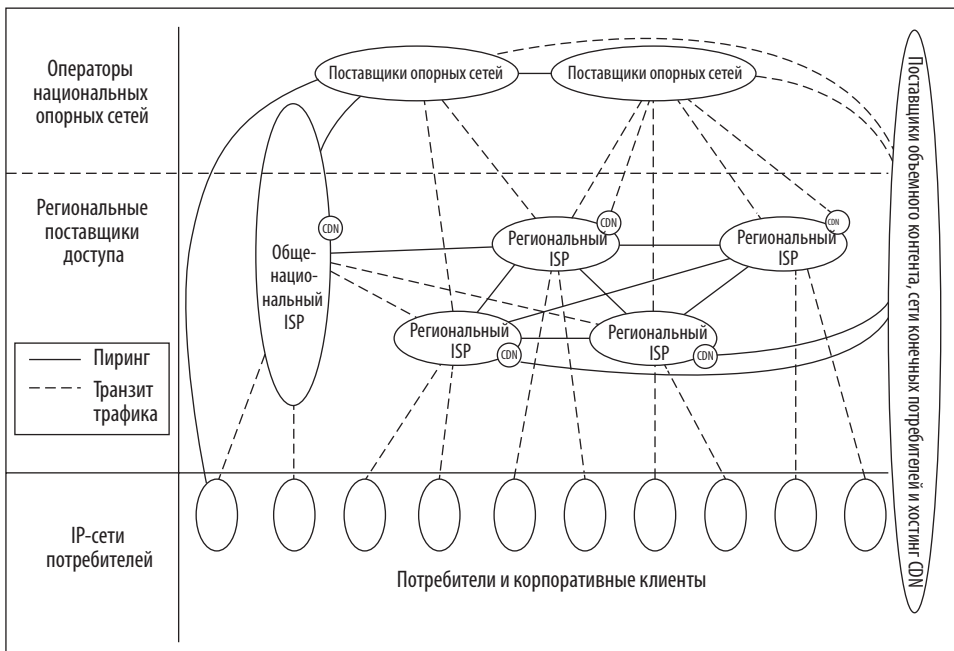 Операторы
национальных
опорных сетей
Поставщики опорных сетей
Поставщики опорных сетей
Региональные
поставщики
доступа
CDN
Обще-
национо-
нальный
ISP
CDN
Региональный
ISP
CDN
Региональный
ISP
Региональный
ISP
CDN
Региональный
ISP
CDN
Пиринг
Транзит
трафика
IP-сети
потребителей
Потребители и корпоративные клиенты
Поставщики объемного контента, сети конечных потребителей и хостинг CDN